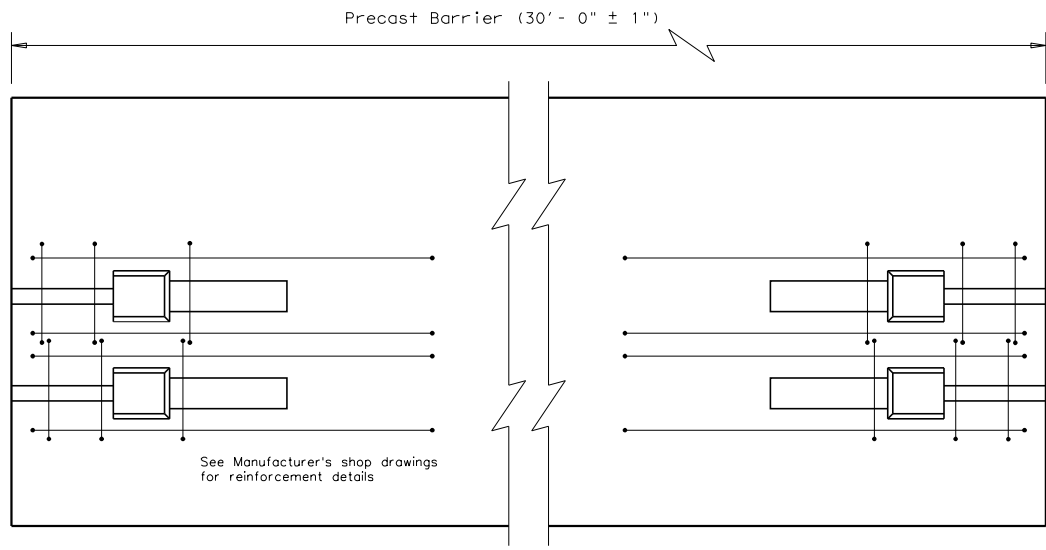 Precast Barrier (30'- 0" ± 1")
See Manufacturer's shop drawings
for reinforcement details